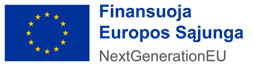 Finansuoja
Europos Sąjunga
NextGenerationEU